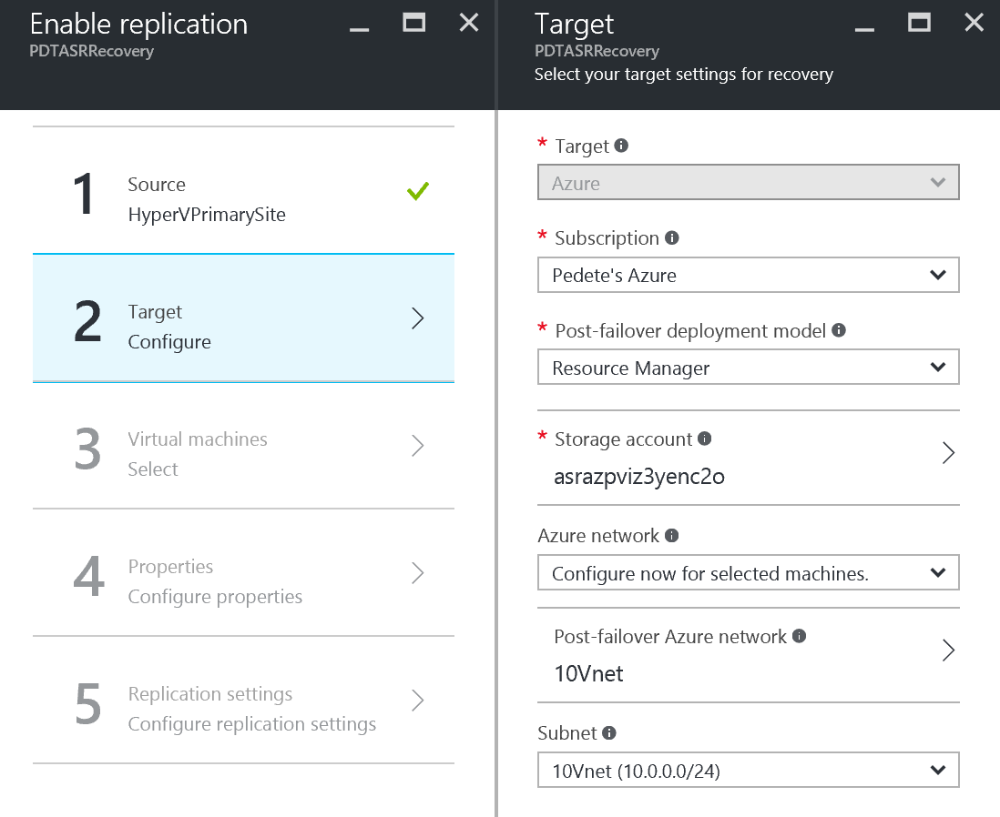 Enable replication
PDTASRRecovery
1
Source
HyperVPrimarySite
2
Target
Configure
3
Virtual machines
Select
4
Properties
Configure properties
5
Replication settings
Configure replication settings
Target
PDTASRRecovery
Select your target settings for recovery
* Target
Azure
* Subscription
Pedete's Azure
* Post-failover deployment model
Resource Manager
* Storage account
asrazpviz3yenc2o
Azure network
Configure now for selected machines.
Post-failover Azure network
10Vnet
Subnet
10Vnet (10.0.0.0/24)